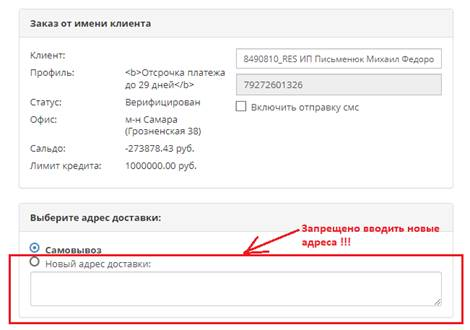 Заказ от имени клиента
Клиент: 8490810_RES ИП Письменюк Михаил Федоро
Профиль: <b>Отсрочка платежа до 29 дней</b>
79272601326
Статус: Верифицирован
Включить отправку смс
Офис: м-н Самара (Грозненская 38)
Сальдо: -273878.43 руб.
Лимит кредита: 1000000.00 руб.
Выберите адрес доставки:
Запрещено вводить новые
адреса !!!
Самовывоз
Новый адрес доставки: